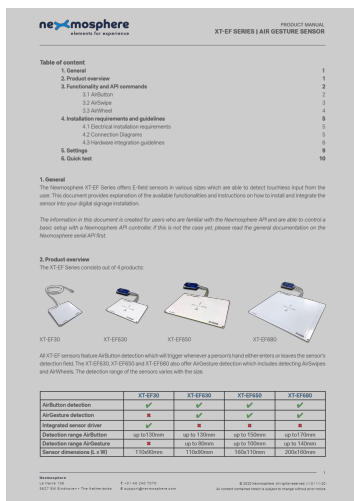 nexmosphere
elements for experience
PRODUCT MANUAL
XT-EF SERIES | AIR GESTURE SENSOR
Table of content
1. General 1
2. Product overview 1
3. Functionality and API commands 2
3.1 AirButton 2
3.2 AirSwipe 3
3.3 AirWheel 4
4. Installation requirements and guidelines 5
4.1 Electrical installation requirements 5
4.2 Connection Diagrams 5
4.3 Hardware integration guidelines 6
5. Settings 8
6. Quick test 10
1. General
The Nexmosphere XT-EF Series offers E-field sensors in various sizes which are able to detect touchless input from the
user. This document provides explanation of the available functionalities and instructions on how to install and integrate the
sensor into your digital signage installation.
The information in this document is created for users who are familiar with the Nexmosphere API and are able to control a
basic setup with a Nexmosphere API controller. If this is not the case yet, please read the general documentation on the
Nexmosphere serial API first.
2. Product overview
The XT-EF Series consists out of 4 products:
XT-EF30 XT-EF630 XT-EF650 XT-EF680
All XT-EF sensors feature AirButton detection which will trigger whenever a person's hand either enters or leaves the sensor's
detection field. The XT-EF630, XT-EF650 and XT-EF680 also offer AirGesture detection which includes detecting AirSwipes
and AirWheels. The detection range of the sensors varies with the size.
XT-EF30 XT-EF630 XT-EF650 XT-EF680
AirButton detection ✔ ✔ ✔ ✔
AirGesture detection ✖ ✔ ✔ ✔
Integrated sensor driver ✔ ✖ ✖ ✖
Detection range AirButton up to130mm up to 130mm up to 150mm up to170mm
Detection range AirGesture ✖ up to 80mm up to 100mm up to 140mm
Sensor dimensions (L x W) 110x90mm 110x90mm 160x110mm 200x160mm
1
Nexmosphere